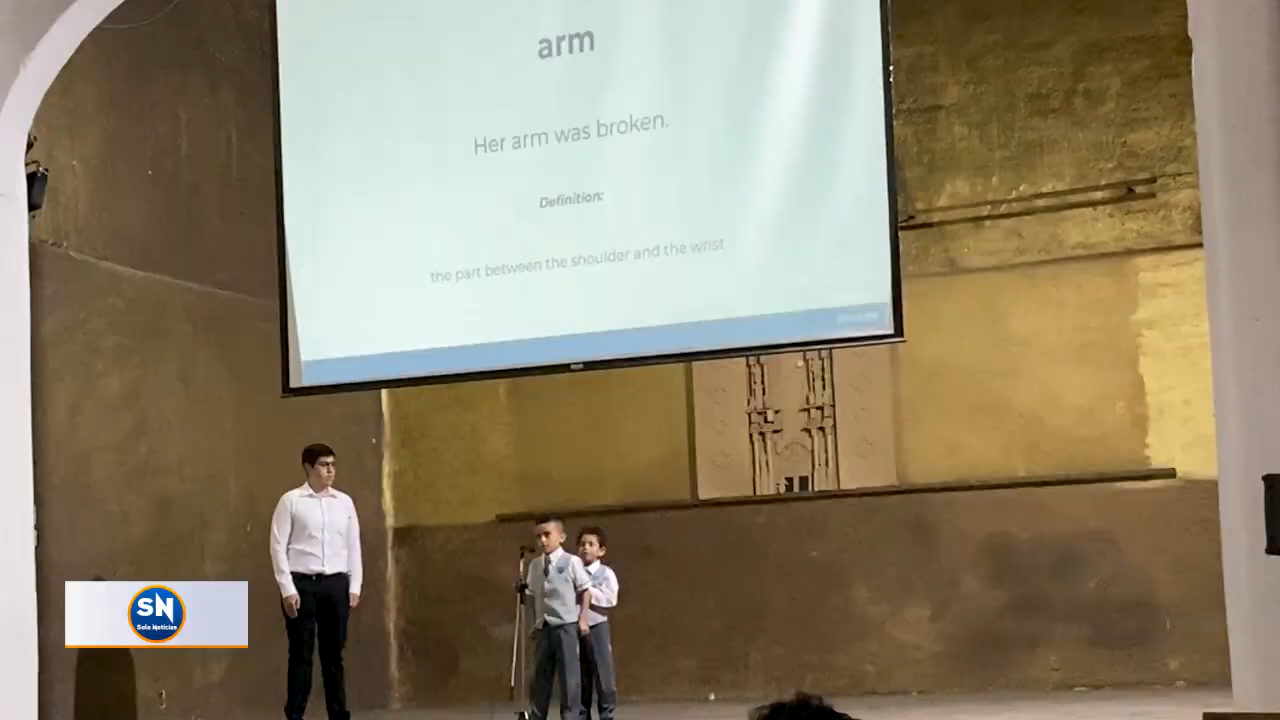 arm
Her arm was broken.
Definition:
the part between the shoulder and the wrist
SN
Solo Noticias